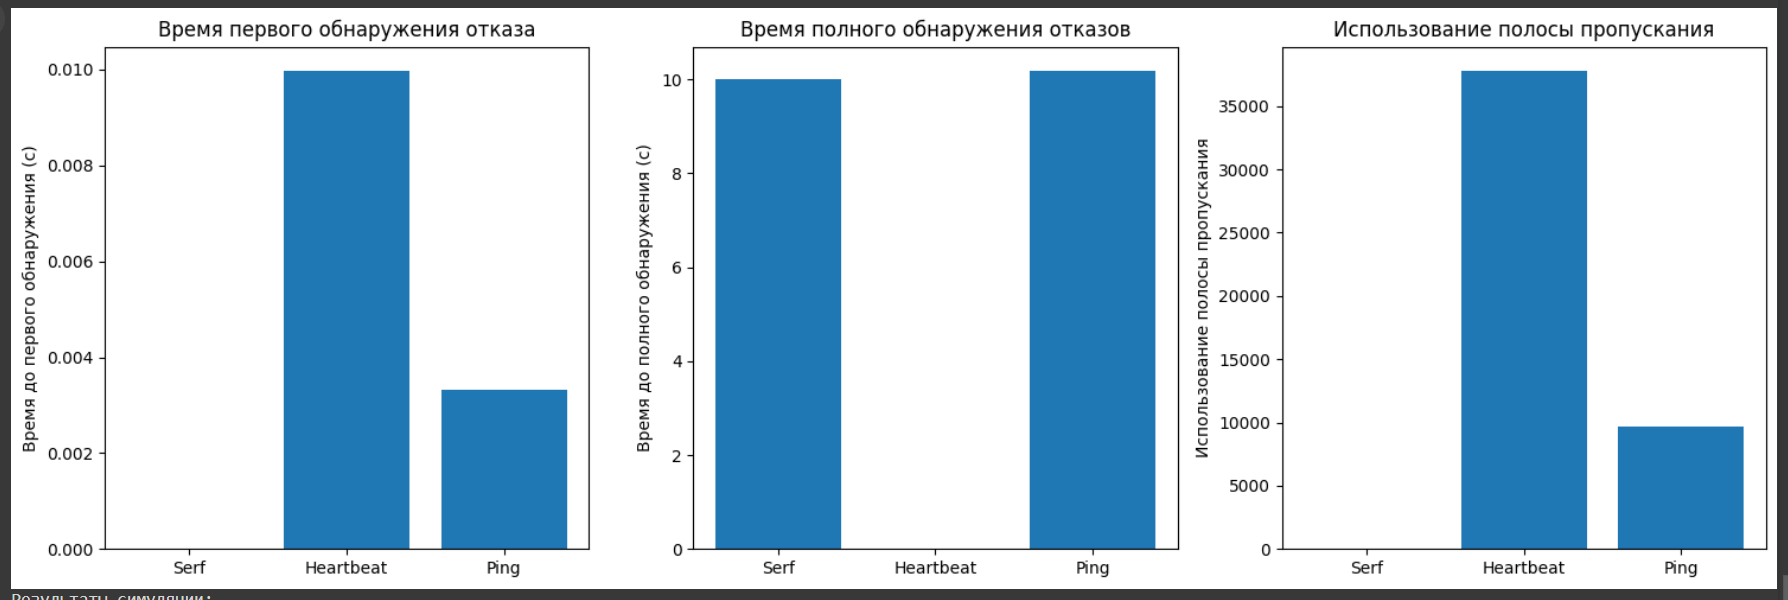 Время первого обнаружения отказа
Время до первого обнаружения (с)
0.010
0.008
0.006
0.004
0.002
0.000
Serf
Heartbeat
Ping
Время полного обнаружения отказов
Время до полного обнаружения (с)
10
8
6
4
2
0
Serf
Heartbeat
Ping
Использование полосы пропускания
Использование полосы пропускания
35000
30000
25000
20000
15000
10000
5000
0
Serf
Heartbeat
Ping
Результаты симуляции: